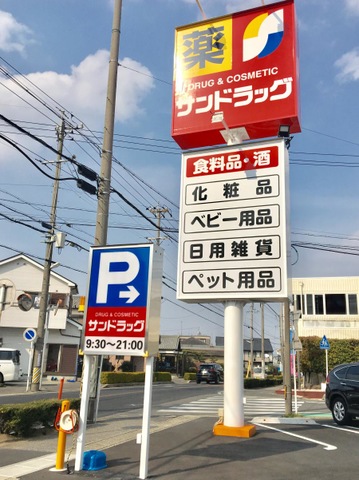 薬
DRUG & COSMETIC
サンドラッグ
食料品・酒
化粧品
ベビー用品
日用雑貨
ペット用品
P
DRUG & COSMETIC
サンドラッグ
9:30〜21:00